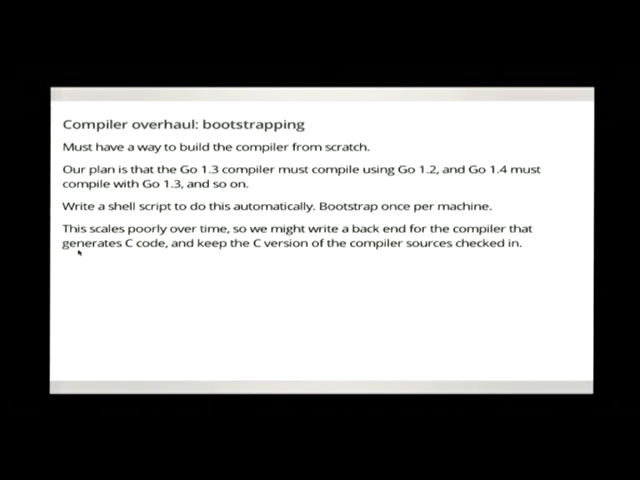 Compiler overhaul: bootstrapping
Must have a way to build the compiler from scratch.
Our plan is that the Go 1.3 compiler must compile using Go 1.2, and Go 1.4 must
compile with Go 1.3, and so on.
Write a shell script to do this automatically. Bootstrap once per machine.
This scales poorly over time, so we might write a back end for the compiler that
generates C code, and keep the C version of the compiler sources checked in.